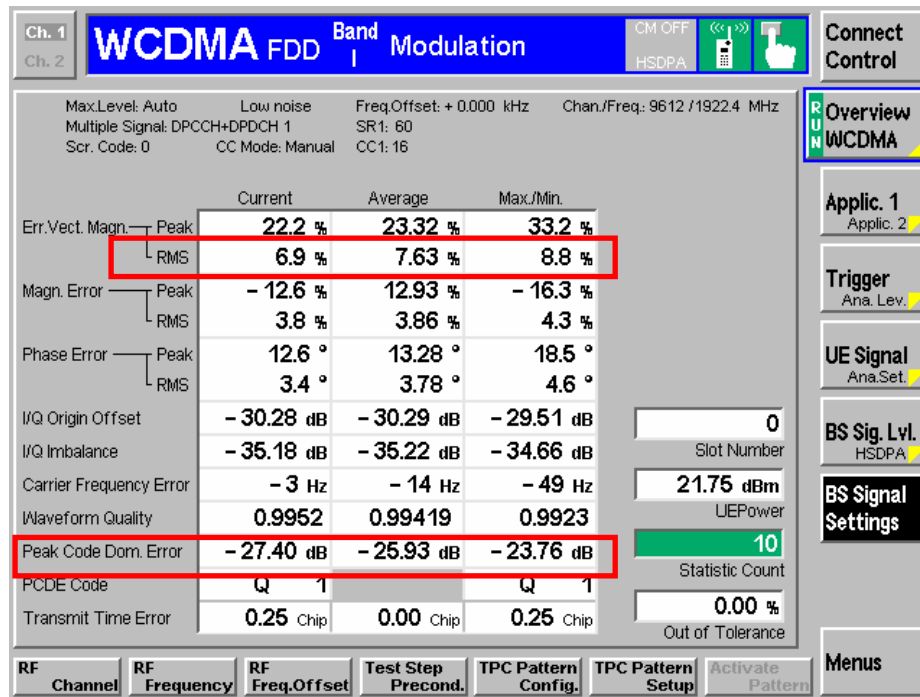 Ch. 1
Ch. 2
WCDMA FDD Band I Modulation
CM OFF
HSDPA
Connect Control
Max.Level: Auto Low noise Freq.Offset: + 0.000 kHz Chan./Freq.: 9612 / 1922.4 MHz
Multiple Signal: DPCCH+DPDCH 1 SR1: 60
Scr. Code: 0 CC Mode: Manual CC1: 16
RUN
Overview WCDMA
Current Average Max./Min.
Err.Vect. Magn. Peak 22.2 % 23.32 % 33.2 %
RMS 6.9 % 7.63 % 8.8 %
Magn. Error Peak – 12.6 % 12.93 % – 16.3 %
RMS 3.8 % 3.86 % 4.3 %
Phase Error Peak 12.6 ° 13.28 ° 18.5 °
RMS 3.4 ° 3.78 ° 4.6 °
I/Q Origin Offset – 30.28 dB – 30.29 dB – 29.51 dB
I/Q Imbalance – 35.18 dB – 35.22 dB – 34.66 dB
Carrier Frequency Error – 3 Hz – 14 Hz – 49 Hz
Waveform Quality 0.9952 0.99419 0.9923
Peak Code Dom. Error – 27.40 dB – 25.93 dB – 23.76 dB
PCDE Code Q 1 Q 1
Transmit Time Error 0.25 Chip 0.00 Chip 0.25 Chip
0
Slot Number
21.75 dBm
UEPower
10
Statistic Count
0.00 %
Out of Tolerance
Applic. 1
Applic. 2
Trigger
Ana. Lev.
UE Signal
Ana.Set.
BS Sig. Lvl.
HSDPA
BS Signal Settings
Menus
RF Channel
RF Frequency
RF Freq.Offset
Test Step Precond.
TPC Pattern Config.
TPC Pattern Setup
Activate Pattern